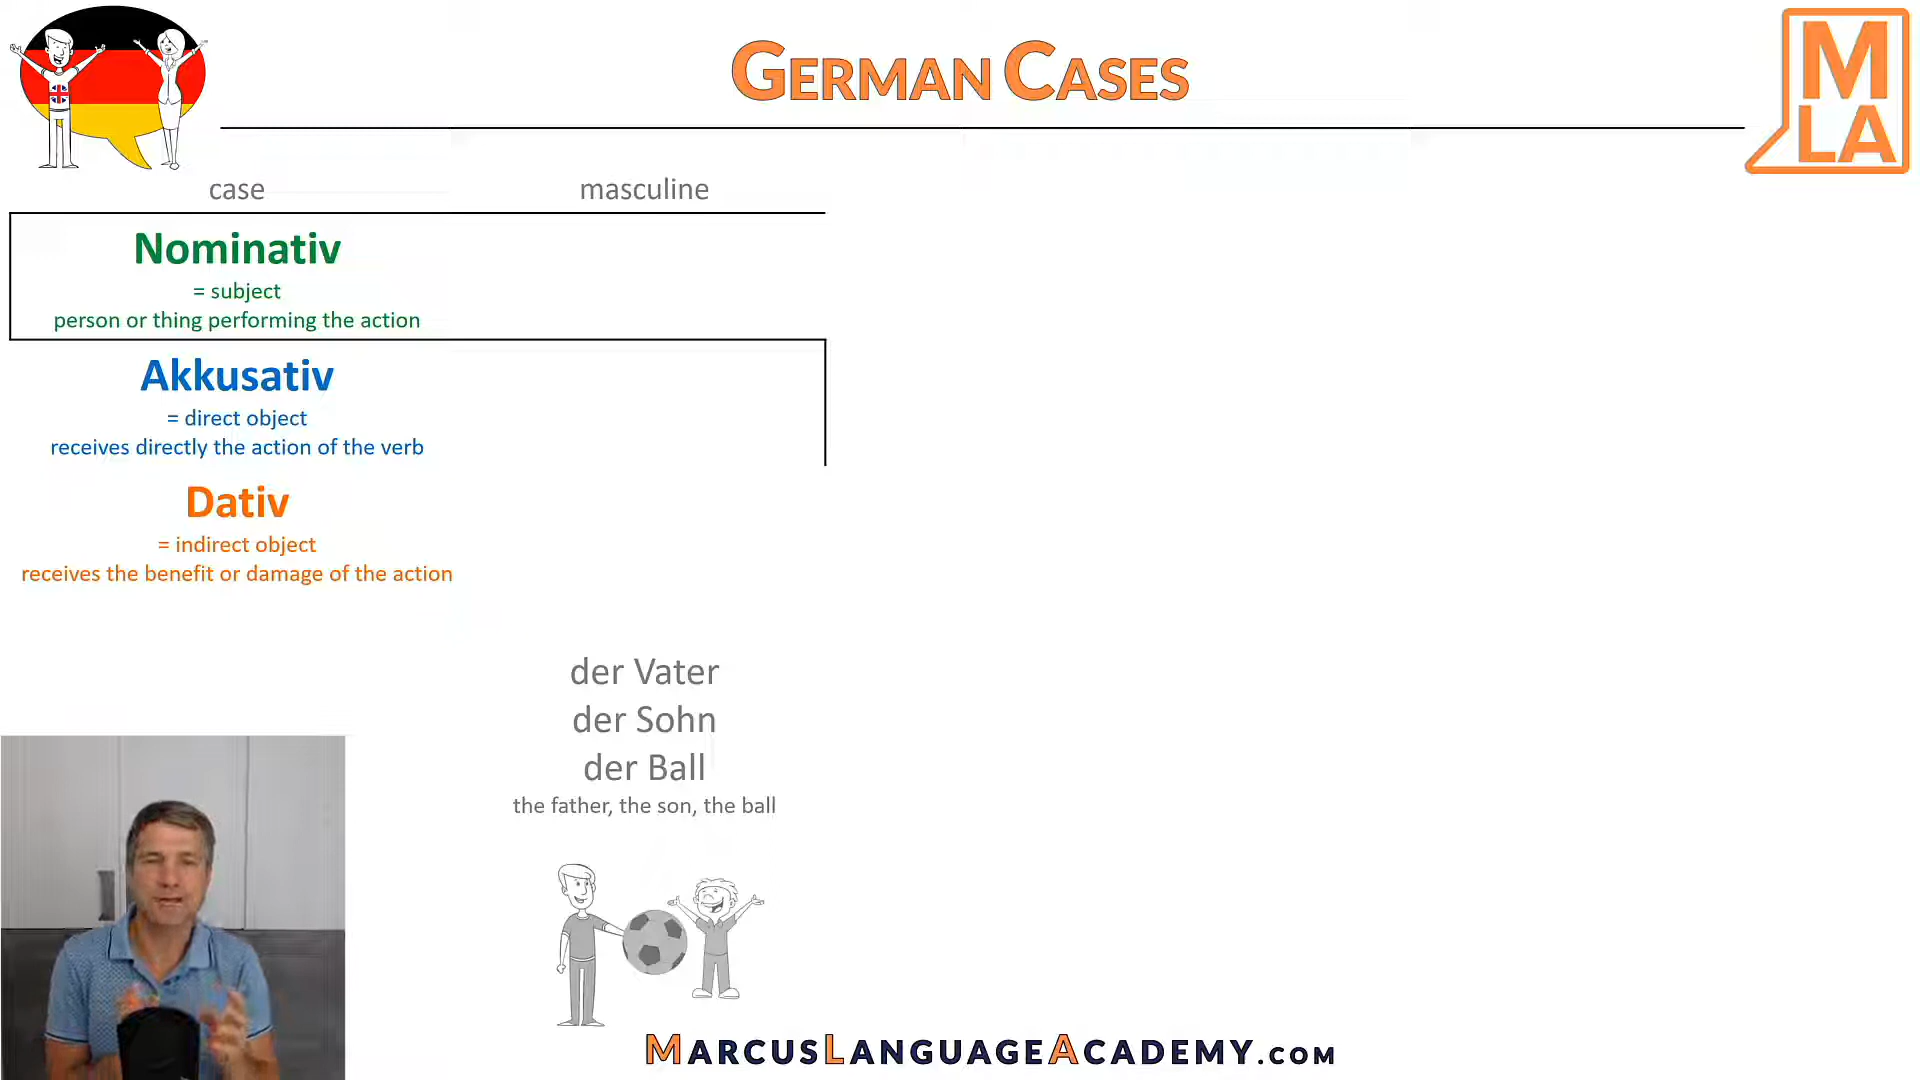 GERMAN CASES
M
LA
case
masculine
Nominativ
= subject
person or thing performing the action
Akkusativ
= direct object
receives directly the action of the verb
Dativ
= indirect object
receives the benefit or damage of the action
der Vater
der Sohn
der Ball
the father, the son, the ball
MARCUSLANGUAGEACADEMY.COM